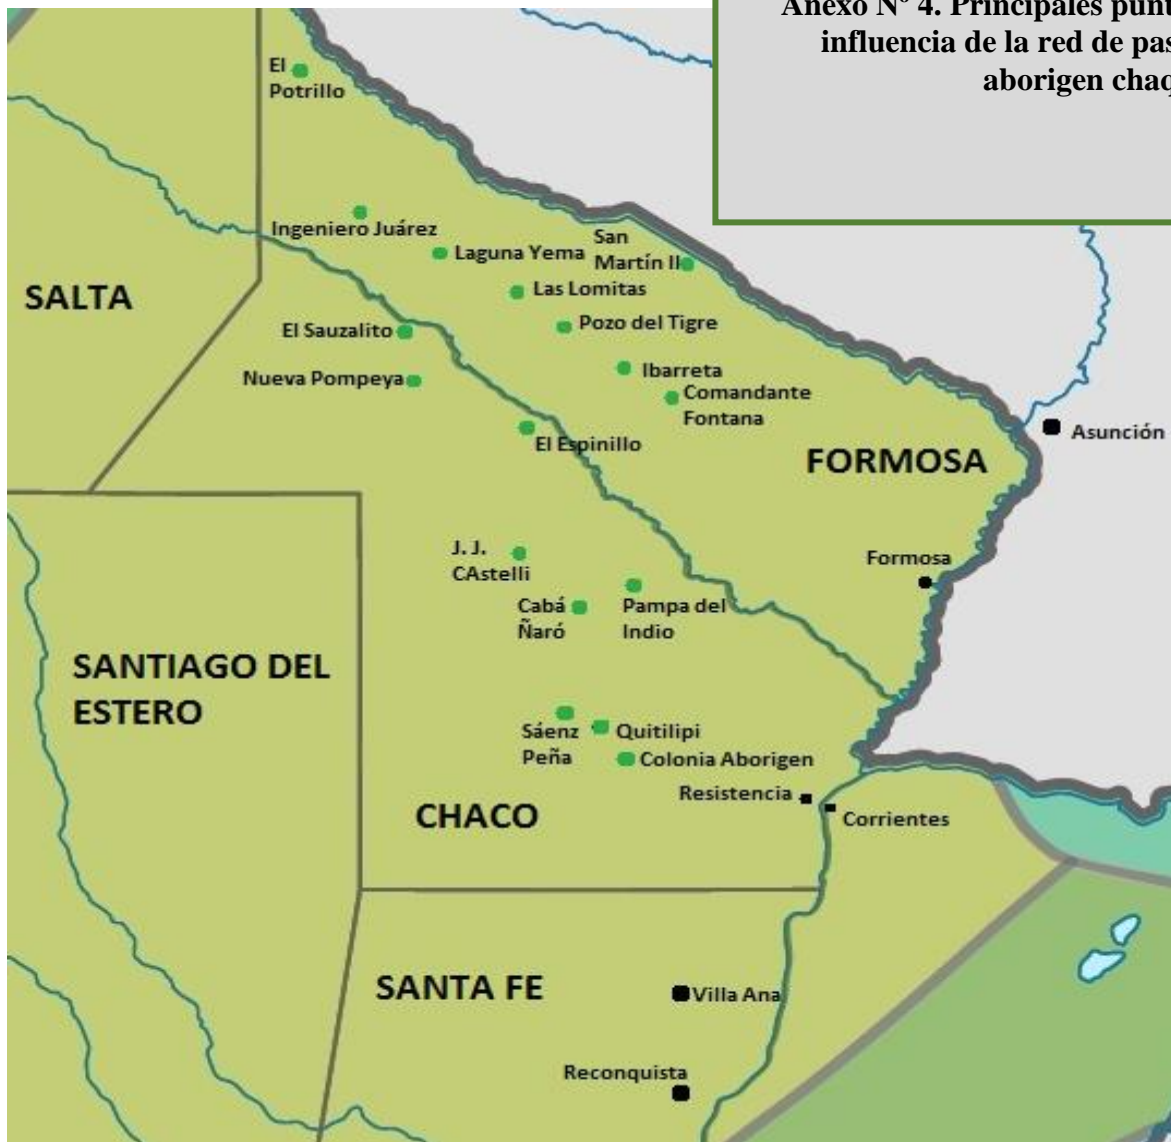 Anexo Nº 4. Principales
influencia de la red de
aborigen
El
Potrillo
Ingeniero Juárez
Laguna Yema
San
Martín II
SALTA
Las Lomitas
El Sauzalito
Pozo del Tigre
Nueva Pompeya
Ibarreta
Comandante
Fontana
Asunción
El Espinillo
FORMOSA
J. J.
CAstelli
Formosa
Cabá
Ñaró
Pampa del
Indio
SANTIAGO DEL
ESTERO
Sáenz
Peña
Quitilipi
Colonia Aborigen
Resistencia
CHACO
Corrientes
SANTA FE
Villa Ana
Reconquista